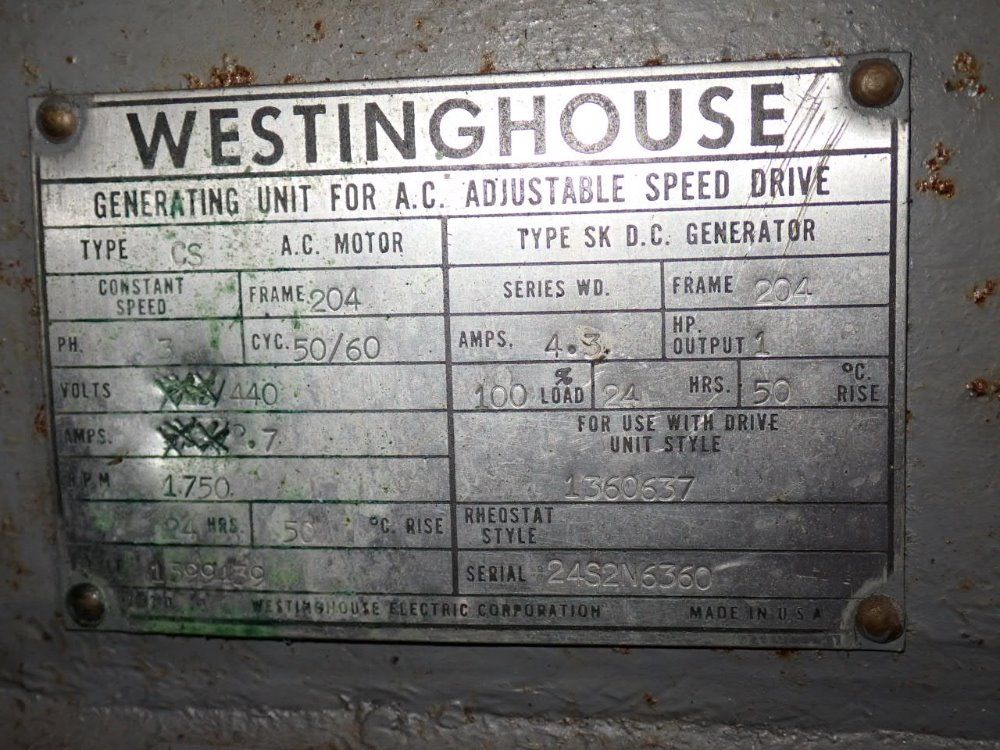 WESTINGHOUSE
GENERATING UNIT FOR A.C. ADJUSTABLE SPEED DRIVE
TYPE CS A.C. MOTOR
TYPE SK D.C. GENERATOR
CONSTANT SPEED FRAME 204
SERIES WD. FRAME 204
PH. 3 CYC. 50/60
AMPS. 4.3 HP. OUTPUT 1
VOLTS /440
100 % LOAD 24 HRS. 50 °C. RISE
AMPS. .7
FOR USE WITH DRIVE
UNIT STYLE
1360637
R.P.M 1750
24 HRS. 50 °C. RISE
RHEOSTAT
STYLE
1599139
SERIAL 24S2N6360
WESTINGHOUSE ELECTRIC CORPORATION MADE IN U.S.A